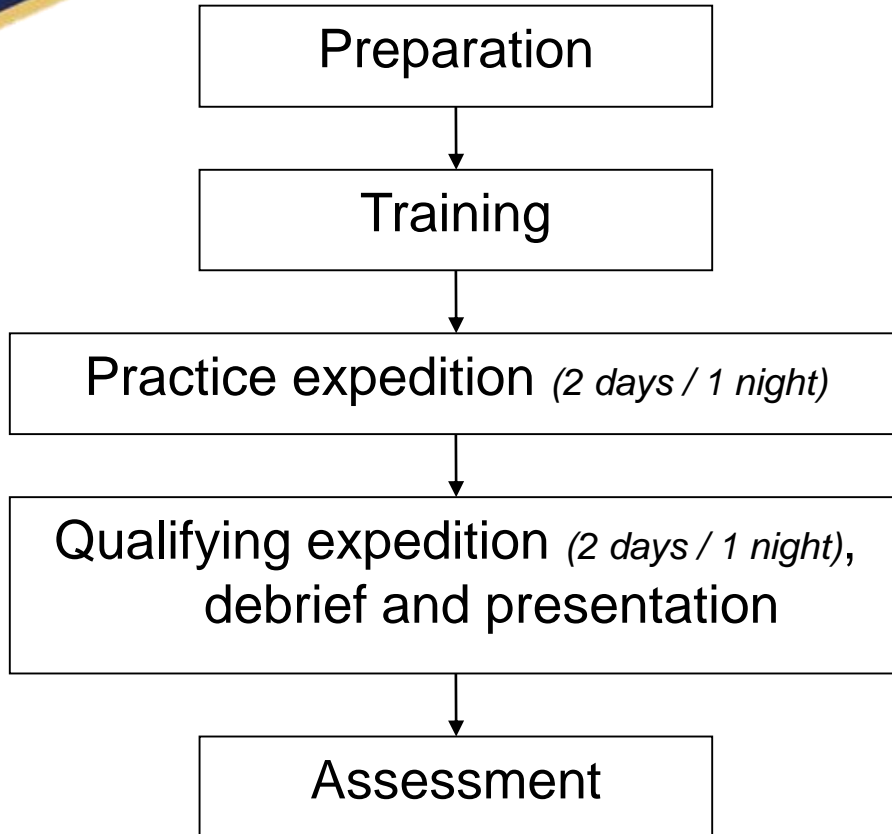 Preparation
Training
Practice expedition (2 days / 1 night)
Qualifying expedition (2 days / 1 night),
debrief and presentation
Assessment